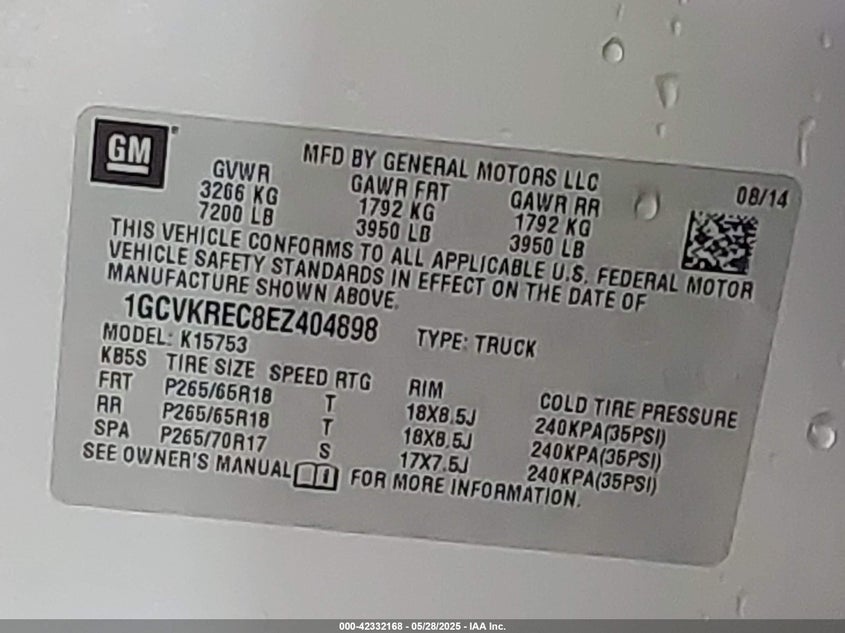 GM
MFD BY GENERAL MOTORS LLC
08/14
GVWR GAWR FRT GAWR RR
3266 KG 1792 KG 1792 KG
7200 LB 3950 LB 3950 LB
THIS VEHICLE CONFORMS TO ALL APPLICABLE U.S. FEDERAL MOTOR
VEHICLE SAFETY STANDARDS IN EFFECT ON THE DATE OF
MANUFACTURE SHOWN ABOVE.
1GCVKREC8EZ404898 TYPE: TRUCK
MODEL: K15753
KB5S TIRE SIZE SPEED RTG RIM COLD TIRE PRESSURE
FRT P265/65R18 T 18X8.5J 240KPA(35PSI)
RR P265/65R18 T 18X8.5J 240KPA(35PSI)
SPA P265/70R17 S 17X7.5J 240KPA(35PSI)
SEE OWNER'S MANUAL FOR MORE INFORMATION.
000-42332168 - 05/28/2025 - IAA Inc.